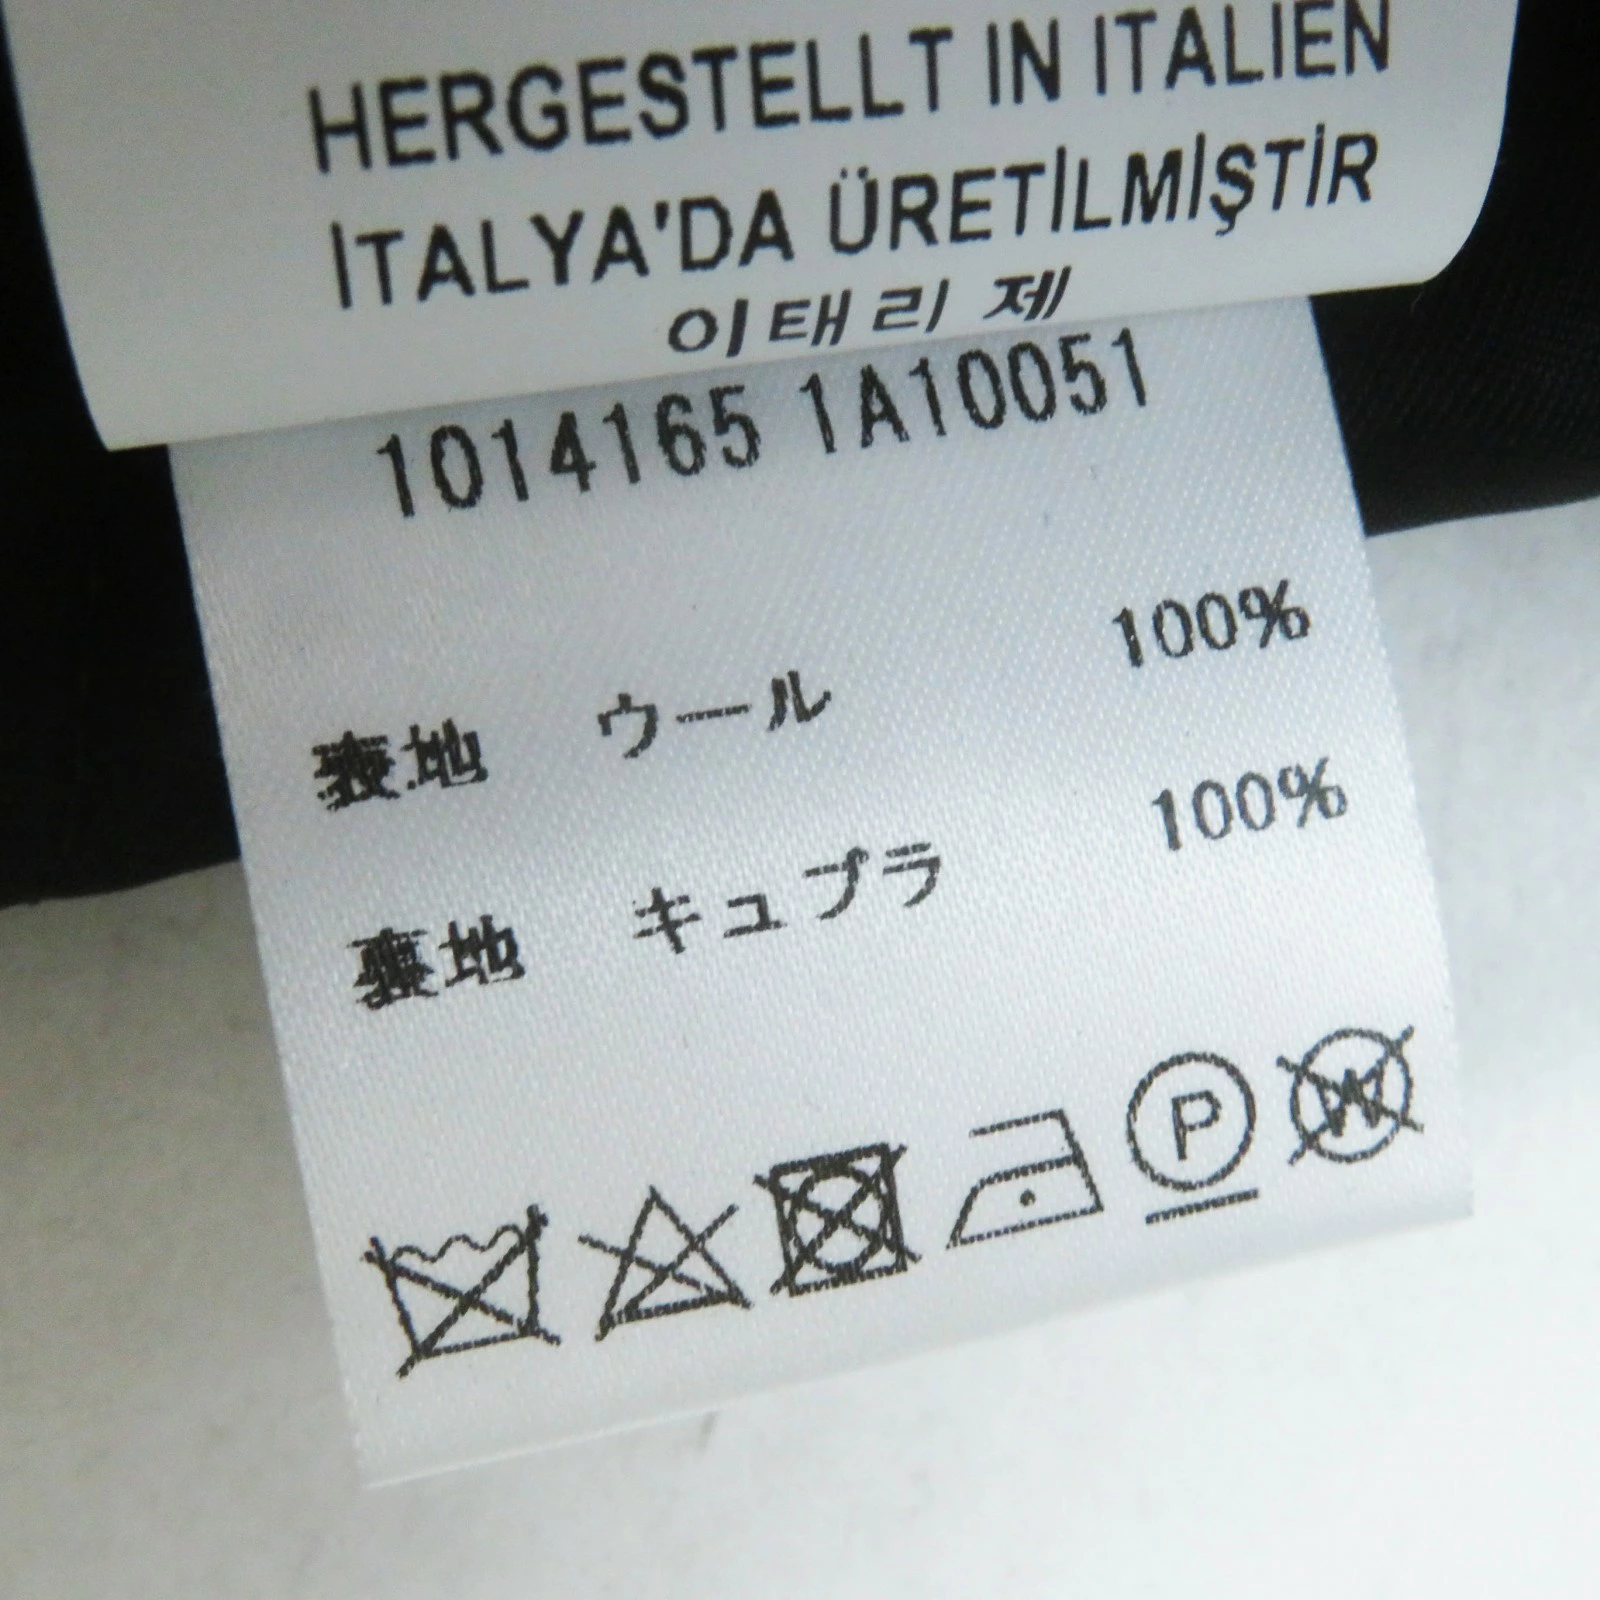 HERGESTELLT IN ITALIEN
İTALYA'DA ÜRETİLMİŞTİR
이태리 제
1014165 1A10051
表地 ウール 100%
裏地 キュプラ 100%
P W